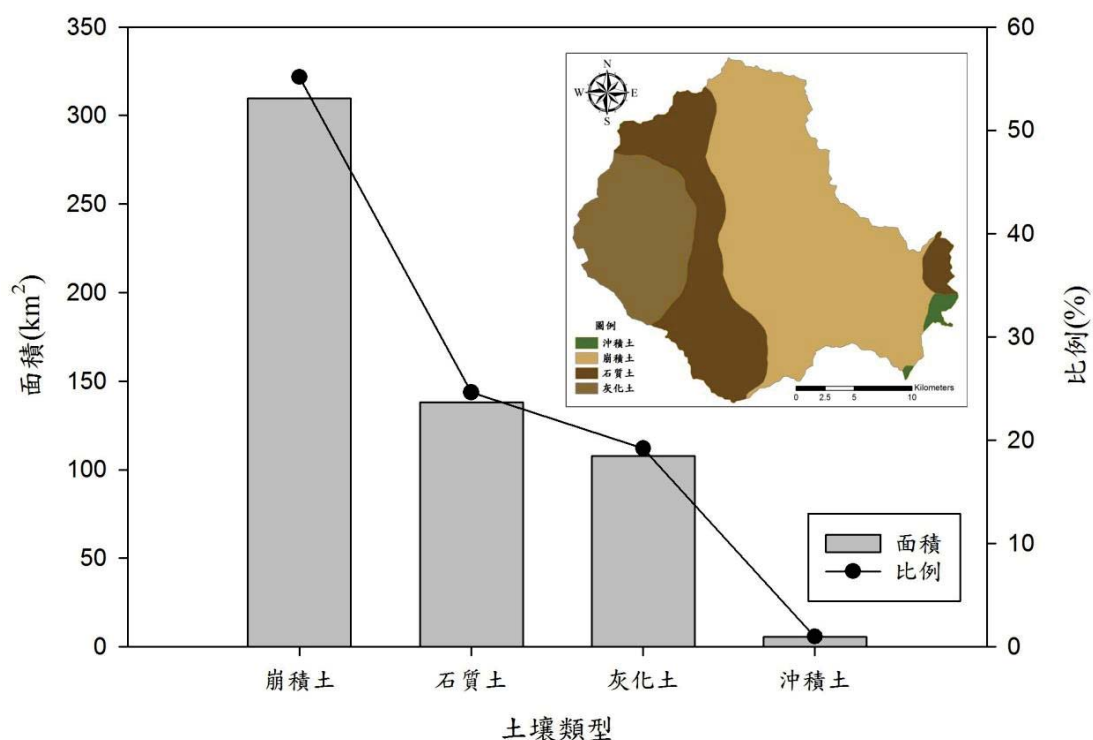 350
300
250
200
150
100
50
0
面積(km²)
60
50
40
30
20
10
0
比例(%)
N
W
E
S
圖例
沖積土
崩積土
石質土
灰化土
Kilometers
0 2.5 5 10
面積
比例
崩積土 石質土 灰化土 沖積土
土壤類型